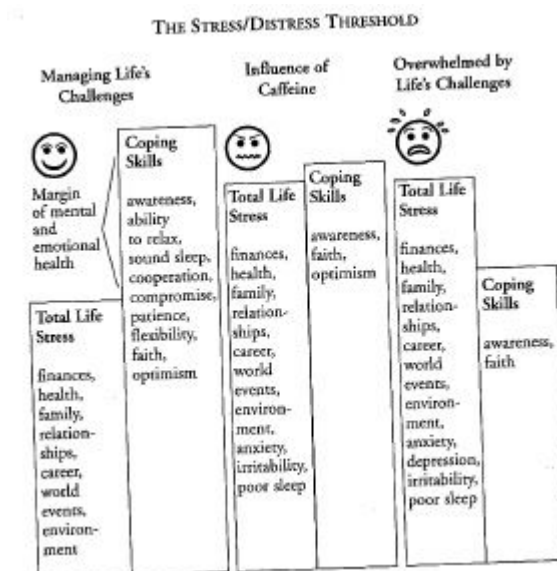 THE STRESS/DISTRESS THRESHOLD
Managing Life's
Challenges
Margin
of mental
and
emotional
health
Total Life
Stress
finances,
health,
family,
relation-
ships,
career,
world
events,
environ-
ment
Coping
Skills
awareness,
ability
to relax,
sound sleep,
cooperation,
compromise,
patience,
flexibility,
faith,
optimism
Influence of
Caffeine
Total Life
Stress
finances,
health,
family,
relation-
ships,
career,
world
events,
environ-
ment,
anxiety,
irritability,
poor sleep
Coping
Skills
awareness,
faith,
optimism
Overwhelmed by
Life's Challenges
Total Life
Stress
finances,
health,
family,
relation-
ships,
career,
world
events,
environ-
ment,
anxiety,
depression,
irritability,
poor sleep
Coping
Skills
awareness,
faith